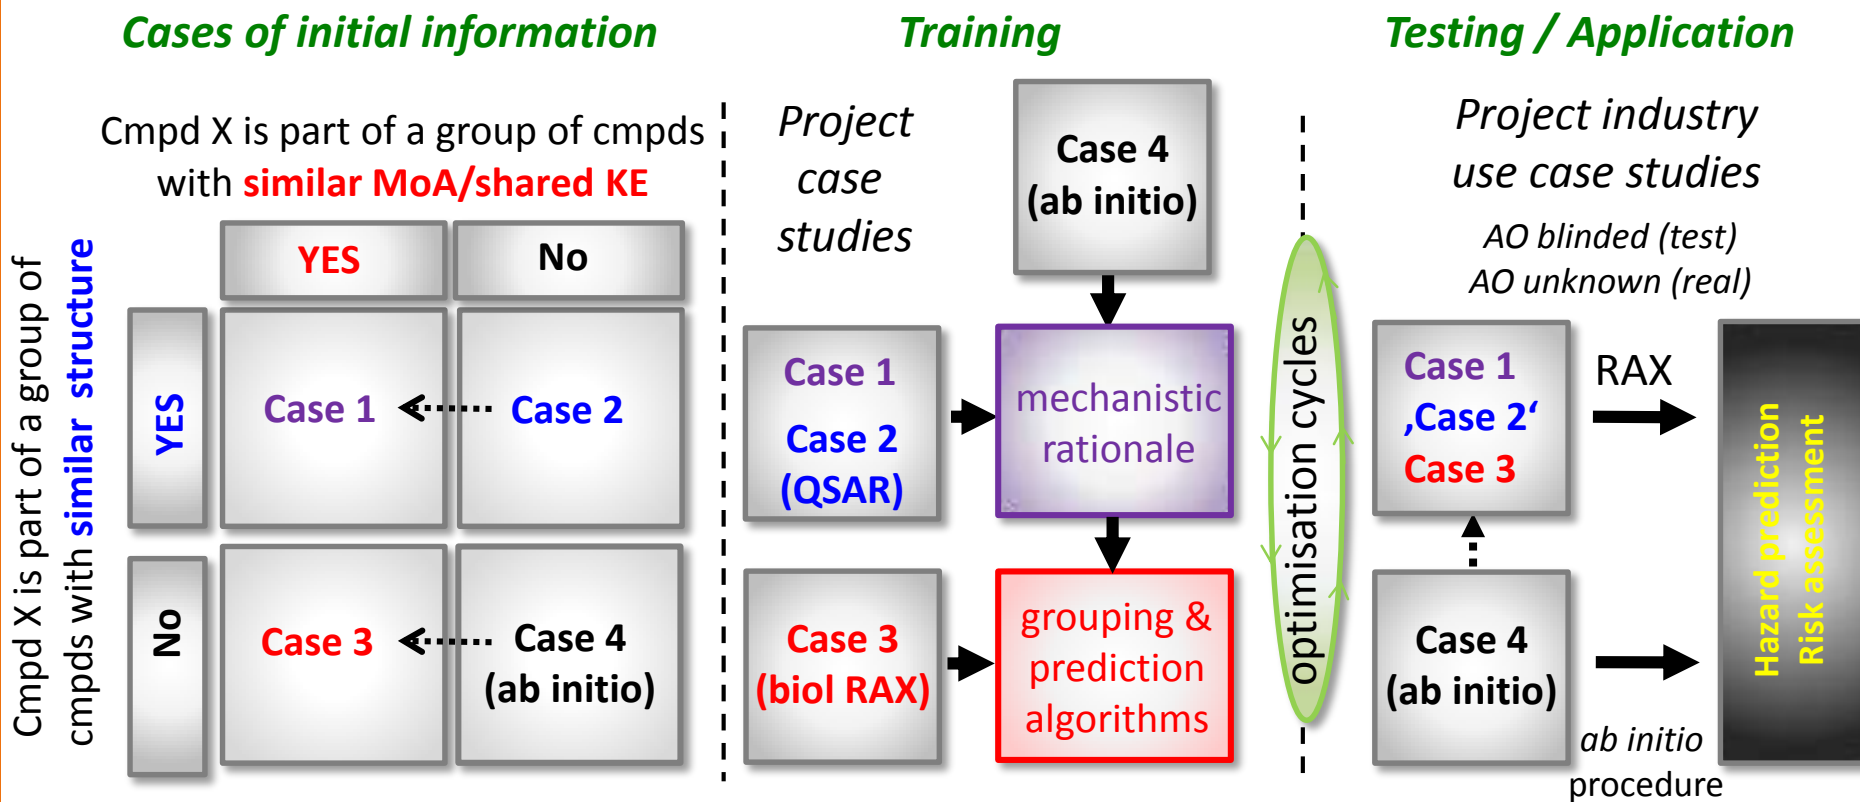 Cases of initial information
Training
Testing / Application
Cmpd X is part of a group of cmpds
with similar MoA/shared KE
Cmpd X is part of a group of
cmpds with similar structure
YES
No
YES
No
Case 1
Case 2
Case 3
Case 4
(ab initio)
Project
case
studies
Case 4
(ab initio)
Case 1
Case 2
(QSAR)
mechanistic
rationale
Case 3
(biol RAX)
grouping &
prediction
algorithms
optimisation cycles
Project industry
use case studies
AO blinded (test)
AO unknown (real)
Case 1
‚Case 2‘
Case 3
RAX
Case 4
(ab initio)
ab initio
procedure
Hazard prediction
Risk assessment